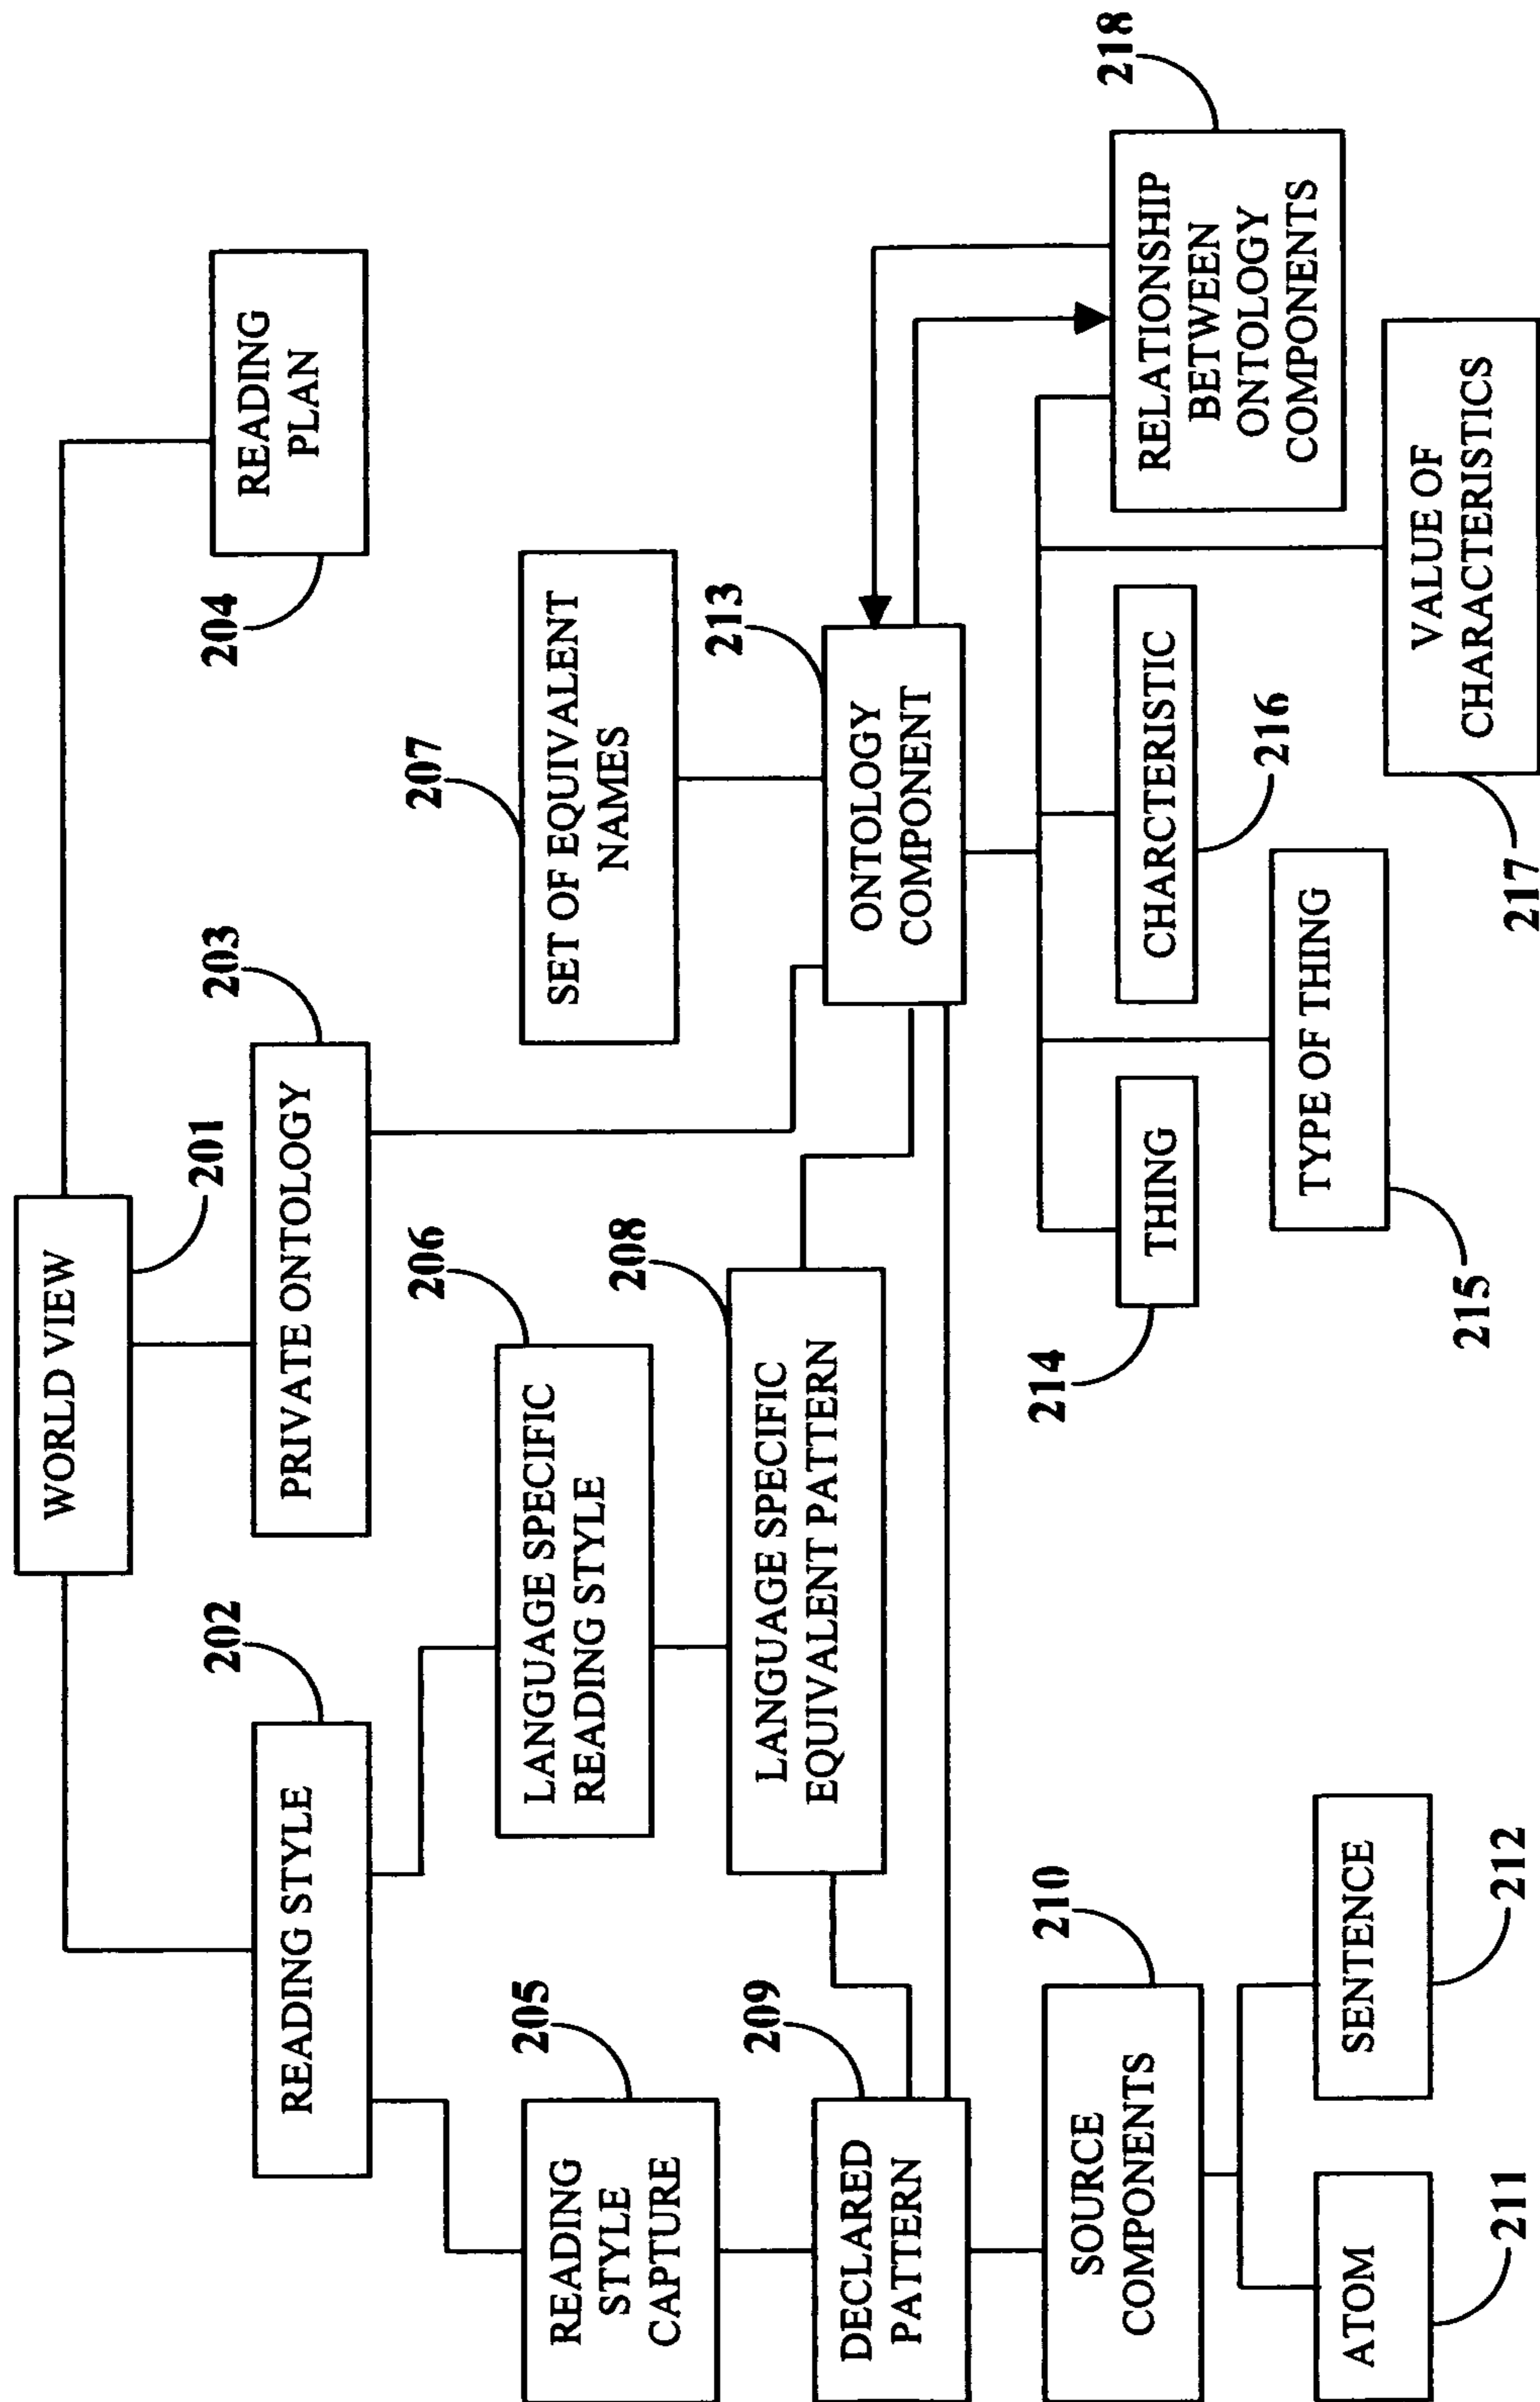 WORLD VIEW
201
READING STYLE
202
PRIVATE ONTOLOGY
203
READING
PLAN
204
READING
STYLE
CAPTURE
205
LANGUAGE SPECIFIC
READING STYLE
206
SET OF EQUIVALENT
NAMES
207
LANGUAGE SPECIFIC
EQUIVALENT PATTERN
208
DECLARED
PATTERN
209
ONTOLOGY
COMPONENT
213
SOURCE
COMPONENTS
210
ATOM
211
SENTENCE
212
THING
214
TYPE OF THING
215
CHARCTERISTIC
216
VALUE OF
CHARACTERISTICS
217
RELATIONSHIP
BETWEEN
ONTOLOGY
COMPONENTS
218